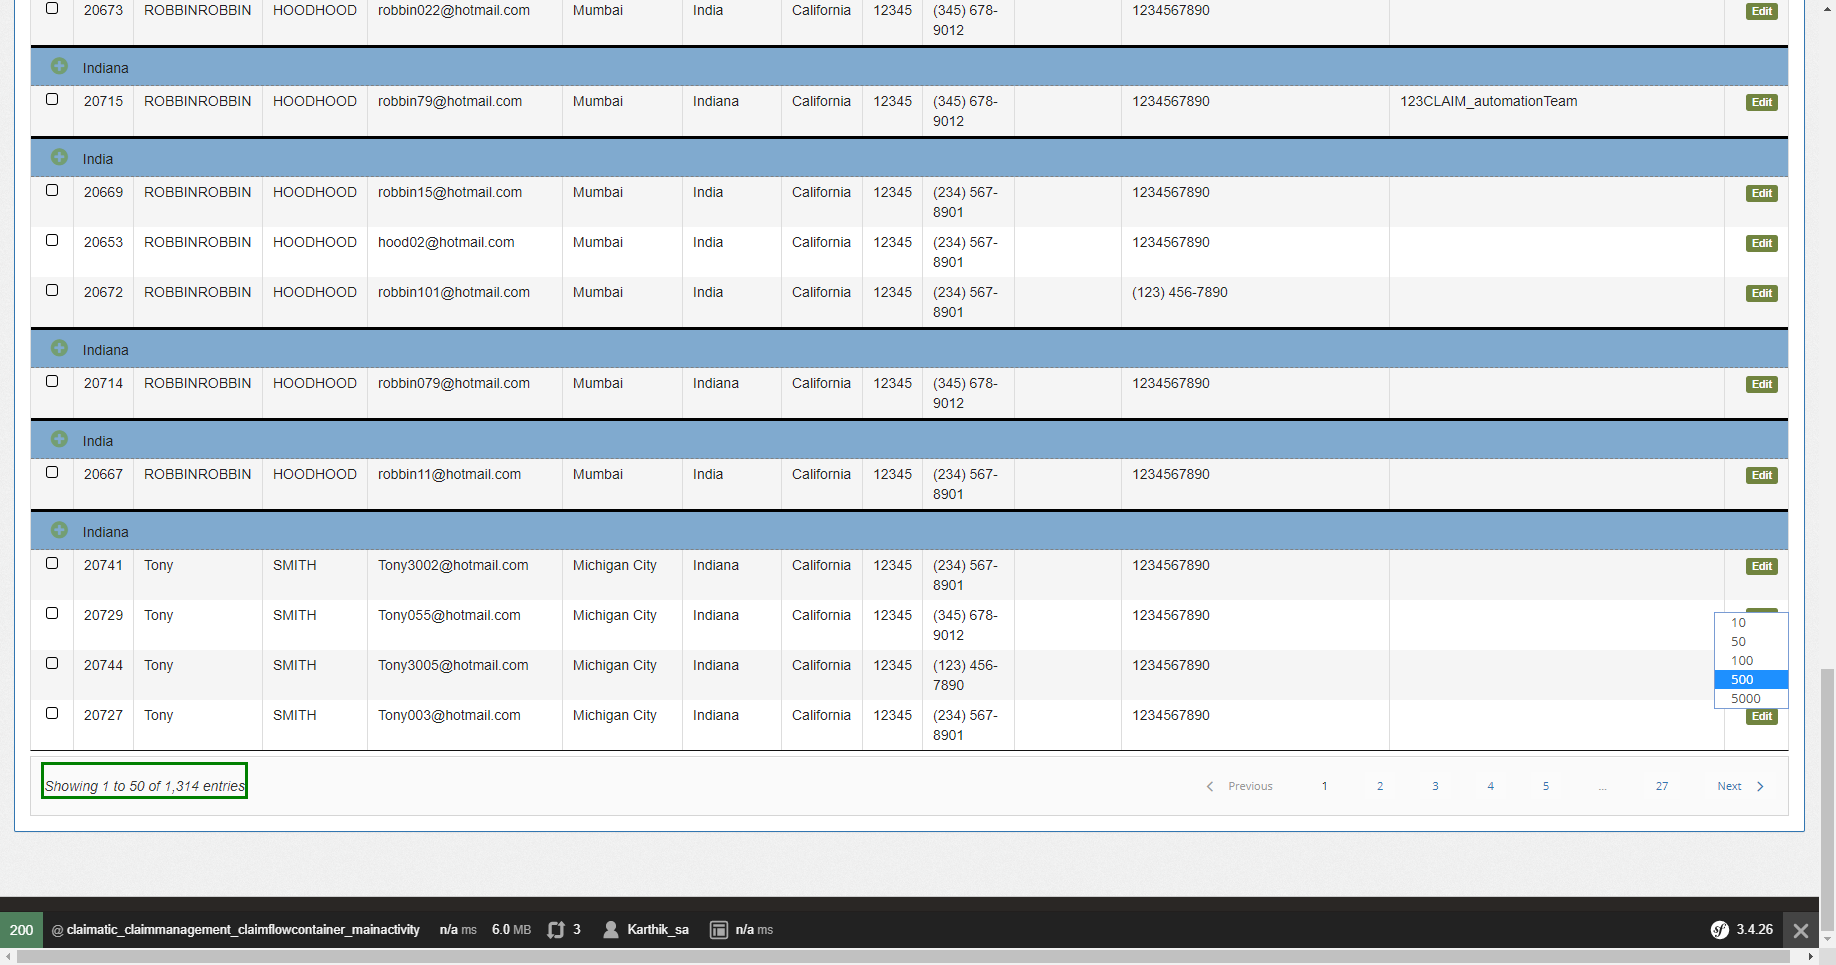 20673 ROBBINROBBIN HOODHOOD robbin022@hotmail.com Mumbai India California 12345 (345) 678- 1234567890 Edit
9012
Indiana
20715 ROBBINROBBIN HOODHOOD robbin79@hotmail.com Mumbai Indiana California 12345 (345) 678- 1234567890 123CLAIM_automationTeam Edit
9012
India
20669 ROBBINROBBIN HOODHOOD robbin15@hotmail.com Mumbai India California 12345 (234) 567- 1234567890 Edit
8901
20653 ROBBINROBBIN HOODHOOD hood02@hotmail.com Mumbai India California 12345 (234) 567- 1234567890 Edit
8901
20672 ROBBINROBBIN HOODHOOD robbin101@hotmail.com Mumbai India California 12345 (234) 567- (123) 456-7890 Edit
8901
Indiana
20714 ROBBINROBBIN HOODHOOD robbin079@hotmail.com Mumbai Indiana California 12345 (345) 678- 1234567890 Edit
9012
India
20667 ROBBINROBBIN HOODHOOD robbin11@hotmail.com Mumbai India California 12345 (234) 567- 1234567890 Edit
8901
Indiana
20741 Tony SMITH Tony3002@hotmail.com Michigan City Indiana California 12345 (234) 567- 1234567890 Edit
8901
20729 Tony SMITH Tony055@hotmail.com Michigan City Indiana California 12345 (345) 678- 1234567890
9012
10
50
100
500
5000
20744 Tony SMITH Tony3005@hotmail.com Michigan City Indiana California 12345 (123) 456- 1234567890
7890
20727 Tony SMITH Tony003@hotmail.com Michigan City Indiana California 12345 (234) 567- 1234567890 Edit
8901
Showing 1 to 50 of 1,314 entries Previous 1 2 3 4 5 ... 27 Next
200 @ claimatic_claimmanagement_claimflowcontainer_mainactivity n/a ms 6.0 MB 3 Karthik_sa n/a ms sf 3.4.26